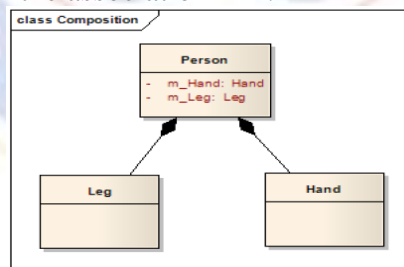 class Composition
Person
- m_Hand: Hand
- m_Leg: Leg
Leg
Hand